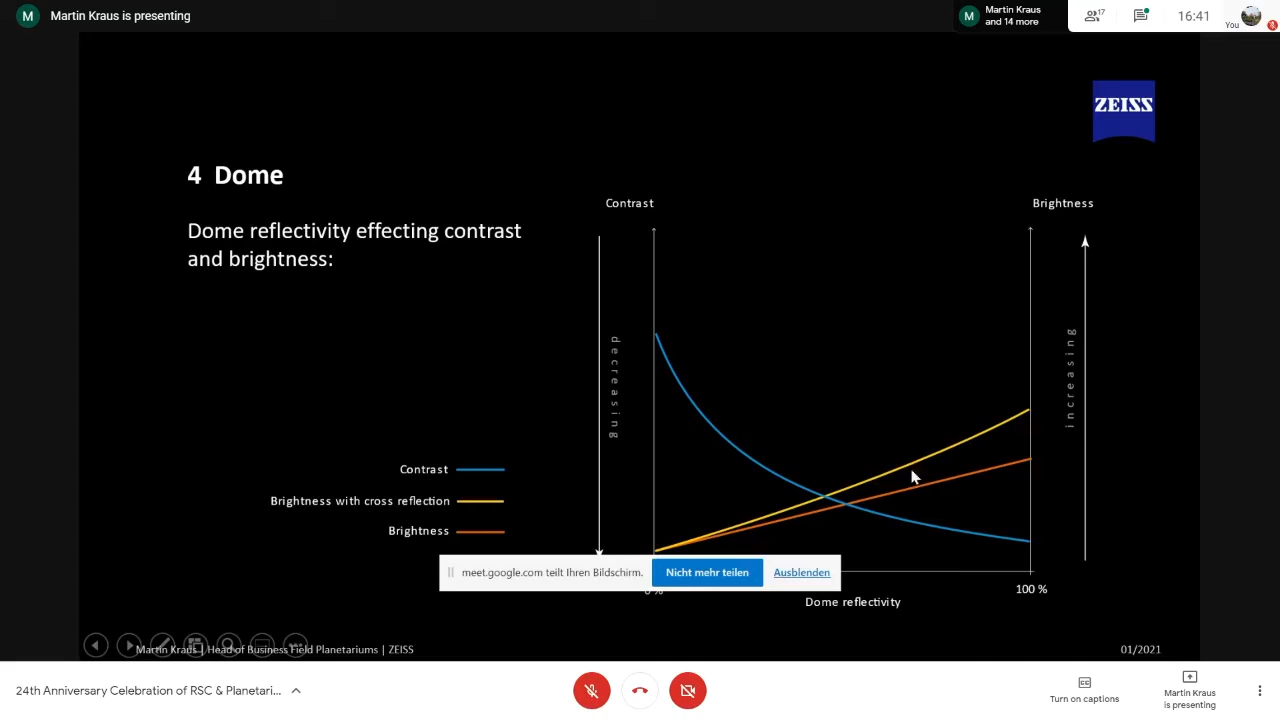 M Martin Kraus is presenting
M Martin Kraus
and 14 more
17
16:41
You
ZEISS
4 Dome
Dome reflectivity effecting contrast
and brightness:
Contrast
Brightness
decreasing
increasing
Contrast
Brightness with cross reflection
Brightness
meet.google.com teilt Ihren Bildschirm.
Nicht mehr teilen
Ausblenden
0 %
100 %
Dome reflectivity
Martin Kraus | Head of Business Field Planetariums | ZEISS
01/2021
24th Anniversary Celebration of RSC & Planetari...
Turn on captions
Martin Kraus
is presenting